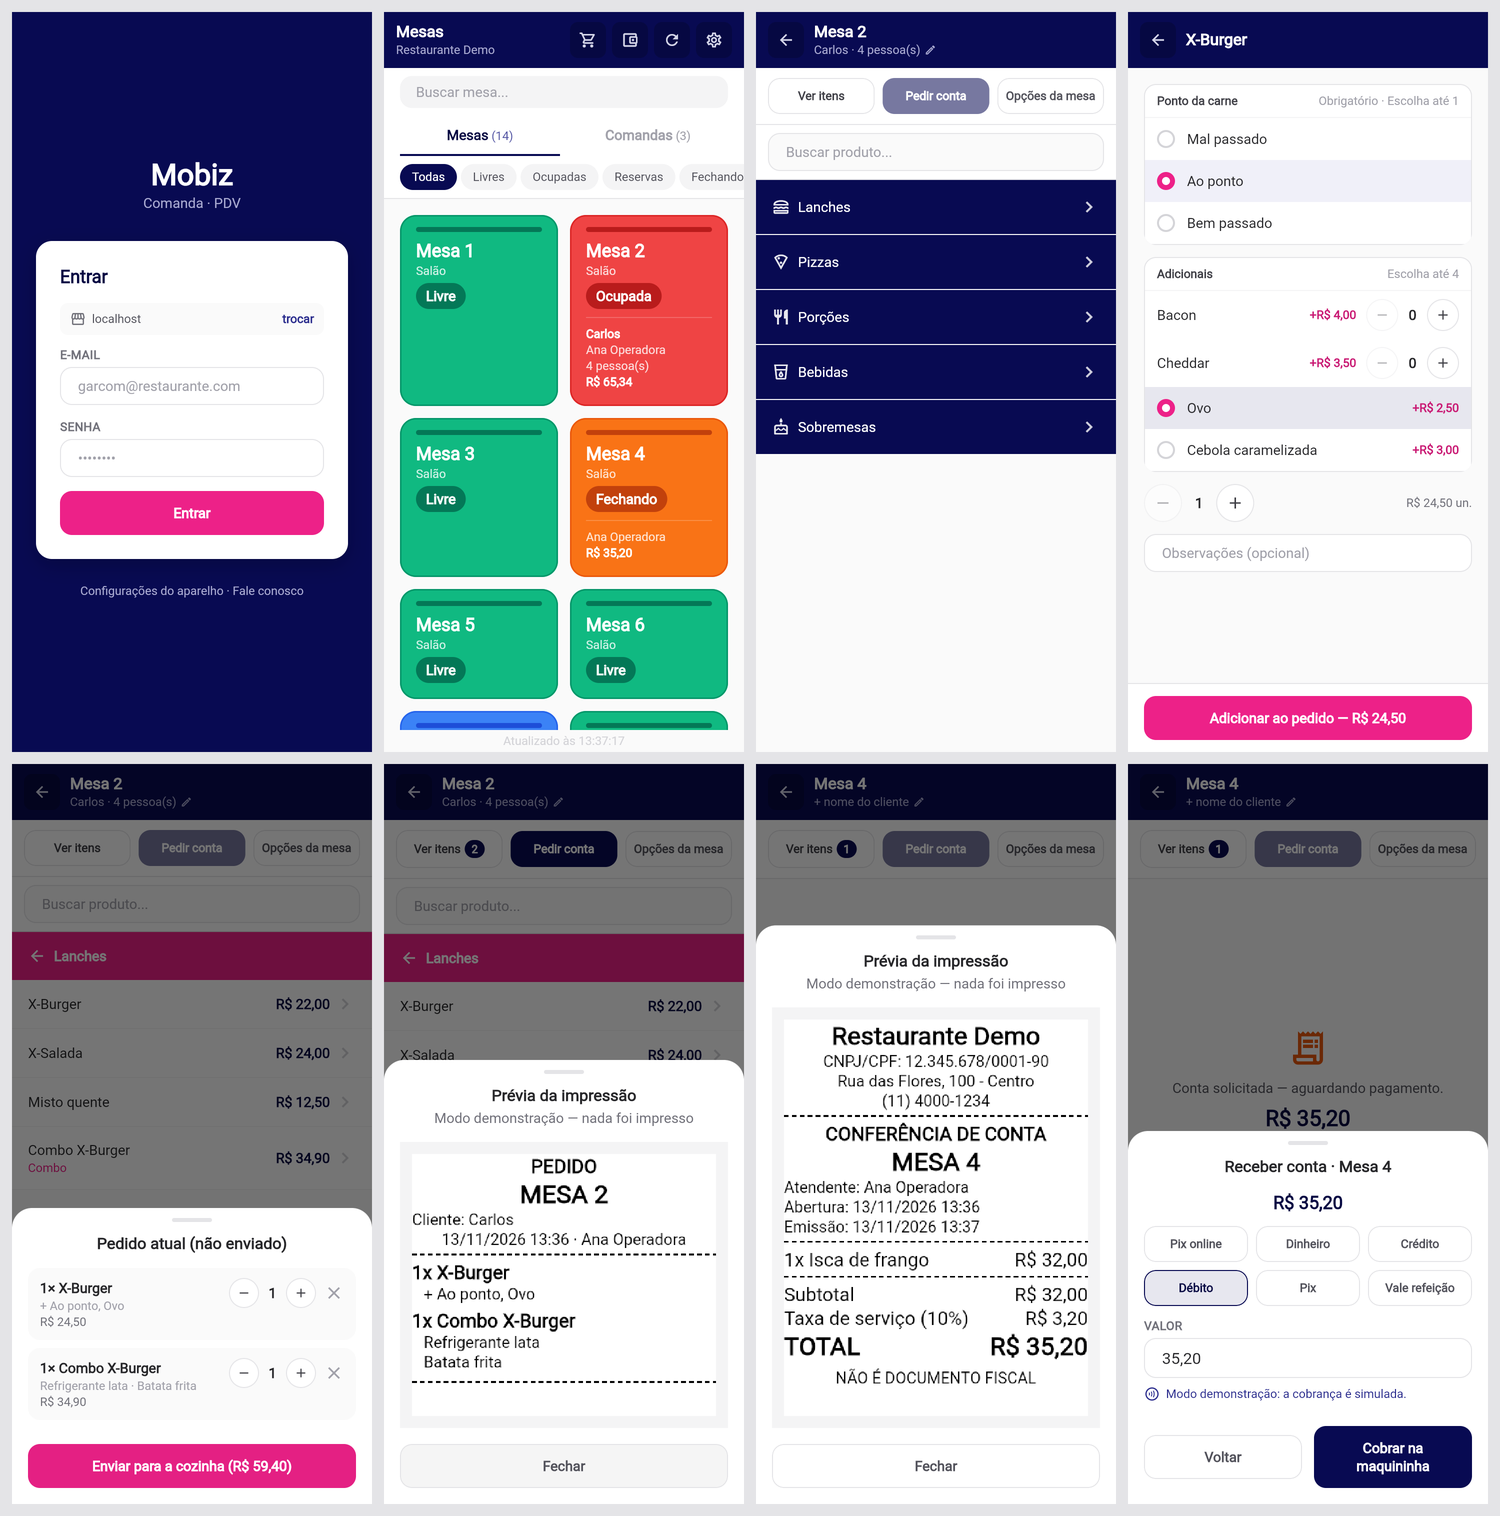 Mobiz
Comanda · PDV
Entrar
localhost
trocar
E-MAIL
garcom@restaurante.com
SENHA
••••••••
Entrar
Configurações do aparelho · Fale conosco
Mesas
Restaurante Demo
Buscar mesa...
Mesas (14)
Comandas (3)
Todas
Livres
Ocupadas
Reservas
Fechando
Mesa 1
Salão
Livre
Mesa 2
Salão
Ocupada
Carlos
Ana Operadora
4 pessoa(s)
R$ 65,34
Mesa 3
Salão
Livre
Mesa 4
Salão
Fechando
Ana Operadora
R$ 35,20
Mesa 5
Salão
Livre
Mesa 6
Salão
Livre
Atualizado às 13:37:17
Mesa 2
Carlos · 4 pessoa(s)
Ver itens
Pedir conta
Opções da mesa
Buscar produto...
Lanches
Pizzas
Porções
Bebidas
Sobremesas
X-Burger
Ponto da carne
Obrigatório · Escolha até 1
Mal passado
Ao ponto
Bem passado
Adicionais
Escolha até 4
Bacon
+R$ 4,00
0
Cheddar
+R$ 3,50
0
Ovo
+R$ 2,50
Cebola caramelizada
+R$ 3,00
1
R$ 24,50 un.
Observações (opcional)
Adicionar ao pedido — R$ 24,50
Mesa 2
Carlos · 4 pessoa(s)
Ver itens
Pedir conta
Opções da mesa
Buscar produto...
Lanches
X-Burger
R$ 22,00
X-Salada
R$ 24,00
Misto quente
R$ 12,50
Combo X-Burger
Combo
R$ 34,90
Pedido atual (não enviado)
1× X-Burger
+ Ao ponto, Ovo
R$ 24,50
1
1× Combo X-Burger
Refrigerante lata · Batata frita
R$ 34,90
1
Enviar para a cozinha (R$ 59,40)
Mesa 2
Carlos · 4 pessoa(s)
Ver itens 2
Pedir conta
Opções da mesa
Buscar produto...
Lanches
X-Burger
R$ 22,00
X-Salada
R$ 24,00
Prévia da impressão
Modo demonstração — nada foi impresso
PEDIDO
MESA 2
Cliente: Carlos
13/11/2026 13:36 · Ana Operadora
1x X-Burger
+ Ao ponto, Ovo
1x Combo X-Burger
Refrigerante lata
Batata frita
Fechar
Mesa 4
+ nome do cliente
Ver itens 1
Pedir conta
Opções da mesa
Prévia da impressão
Modo demonstração — nada foi impresso
Restaurante Demo
CNPJ/CPF: 12.345.678/0001-90
Rua das Flores, 100 - Centro
(11) 4000-1234
CONFERÊNCIA DE CONTA
MESA 4
Atendente: Ana Operadora
Abertura: 13/11/2026 13:36
Emissão: 13/11/2026 13:37
1x Isca de frango R$ 32,00
Subtotal R$ 32,00
Taxa de serviço (10%) R$ 3,20
TOTAL R$ 35,20
NÃO É DOCUMENTO FISCAL
Fechar
Mesa 4
+ nome do cliente
Ver itens 1
Pedir conta
Opções da mesa
Conta solicitada — aguardando pagamento.
R$ 35,20
Receber conta · Mesa 4
R$ 35,20
Pix online
Dinheiro
Crédito
Débito
Pix
Vale refeição
VALOR
35,20
Modo demonstração: a cobrança é simulada.
Voltar
Cobrar na
maquininha